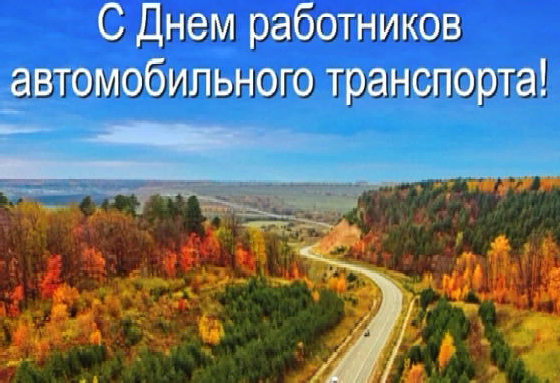 С Днем работников
автомобильного транспорта!